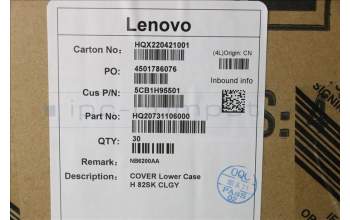 Lenovo
Carton No: HQX220421001
(4L)Origin: CN
PO: 4501786076
Inbound info
Cus P/N: 5CB1H95501
Part No: HQ20731106000
QTY: 30
Remark: NB6200AA
Description: COVER Lower Case
H 82SK CLGY
OQC